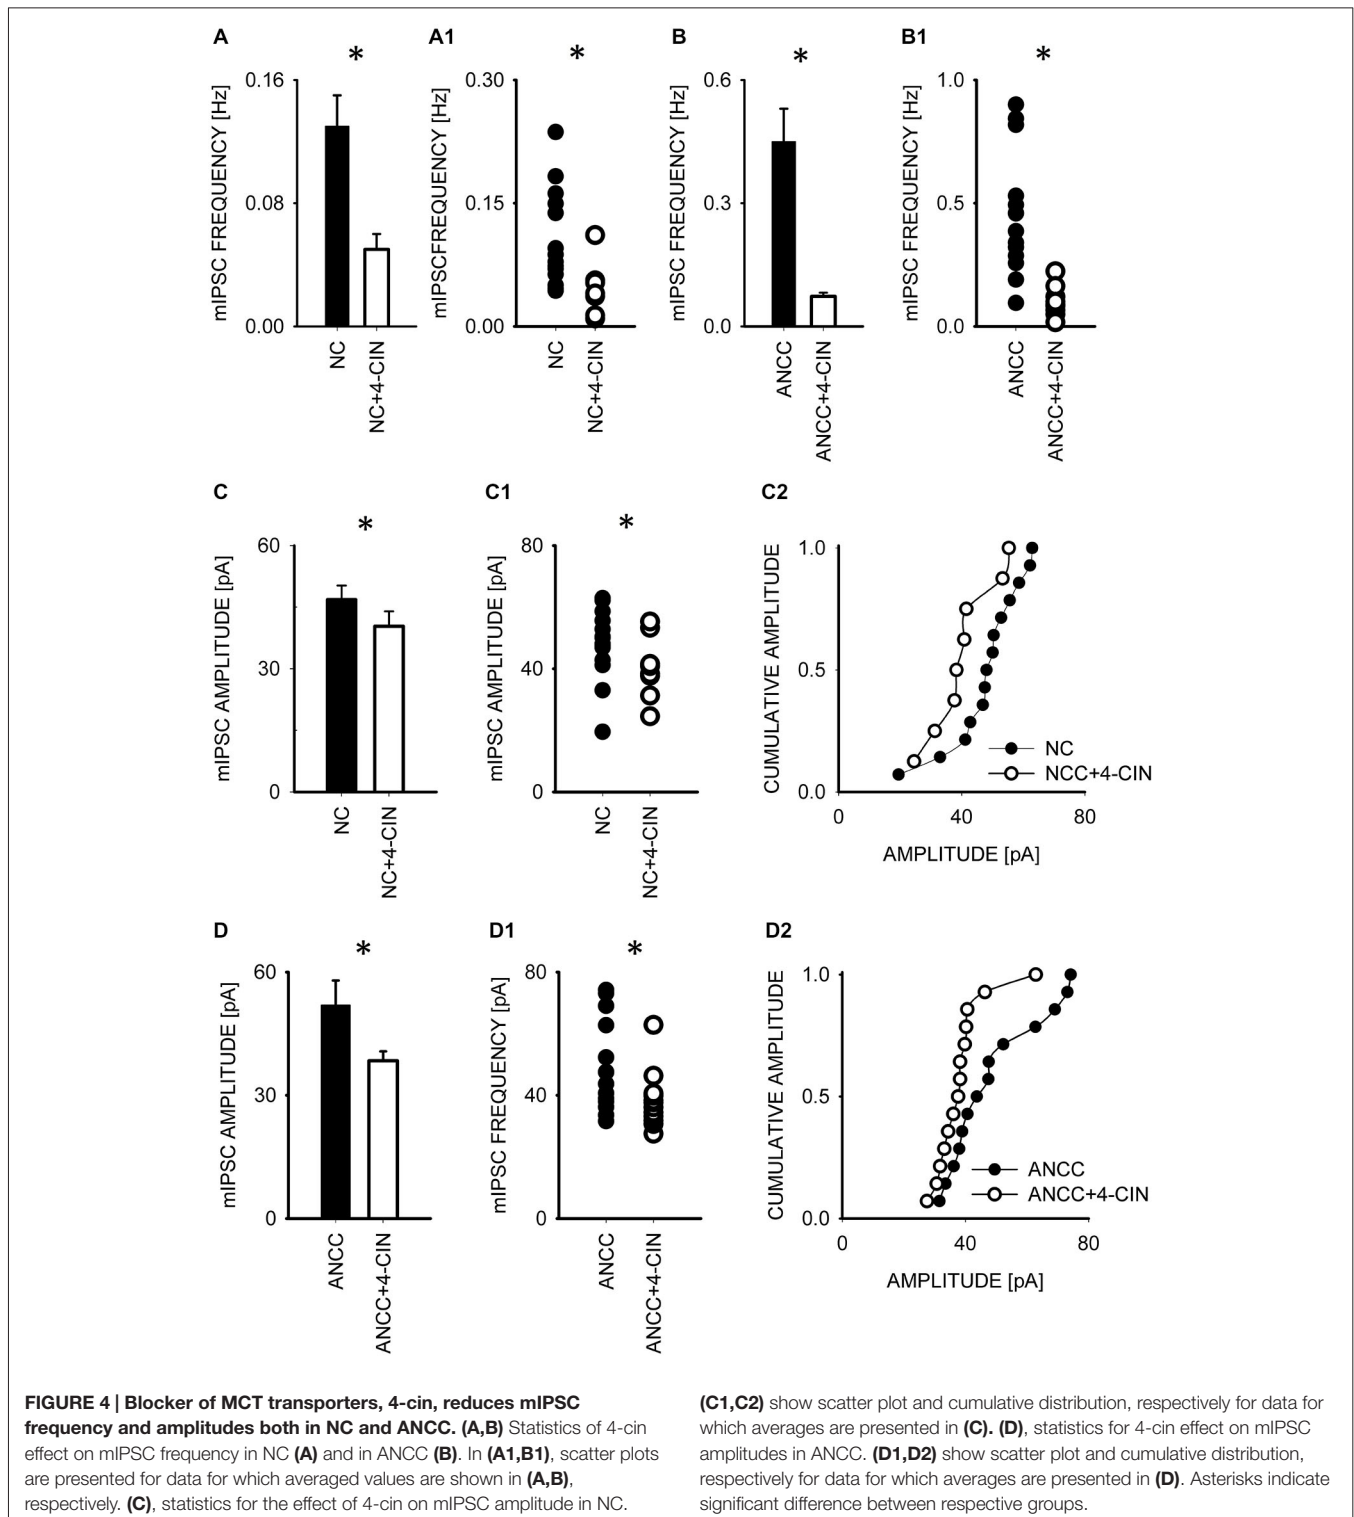 A
*
mIPSC FREQUENCY [Hz]
0.16
0.08
0.00
NC
NC+4-CIN
A1
*
mIPSCFREQUENCY [Hz]
0.30
0.15
0.00
NC
NC+4-CIN
B
*
mIPSC FREQUENCY [Hz]
0.6
0.3
0.0
ANCC
ANCC+4-CIN
B1
*
mIPSC FREQUENCY [Hz]
1.0
0.5
0.0
ANCC
ANCC+4-CIN
C
*
mIPSC AMPLITUDE [pA]
60
30
0
NC
NC+4-CIN
C1
*
mIPSC AMPLITUDE [pA]
80
40
0
NC
NC+4-CIN
C2
CUMULATIVE AMPLITUDE
1.0
0.5
0.0
NC
NCC+4-CIN
0 40 80
AMPLITUDE [pA]
D
*
mIPSC AMPLITUDE [pA]
60
30
0
ANCC
ANCC+4-CIN
D1
*
mIPSC FREQUENCY [pA]
80
40
0
ANCC
ANCC+4-CIN
D2
CUMULATIVE AMPLITUDE
1.0
0.5
0.0
ANCC
ANCC+4-CIN
0 40 80
AMPLITUDE [pA]
FIGURE 4 | Blocker of MCT transporters, 4-cin, reduces mIPSC
frequency and amplitudes both in NC and ANCC. (A,B) Statistics of 4-cin
effect on mIPSC frequency in NC (A) and in ANCC (B). In (A1,B1), scatter plots
are presented for data for which averaged values are shown in (A,B),
respectively. (C), statistics for the effect of 4-cin on mIPSC amplitude in NC.
(C1,C2) show scatter plot and cumulative distribution, respectively for data for
which averages are presented in (C). (D), statistics for 4-cin effect on mIPSC
amplitudes in ANCC. (D1,D2) show scatter plot and cumulative distribution,
respectively for data for which averages are presented in (D). Asterisks indicate
significant difference between respective groups.